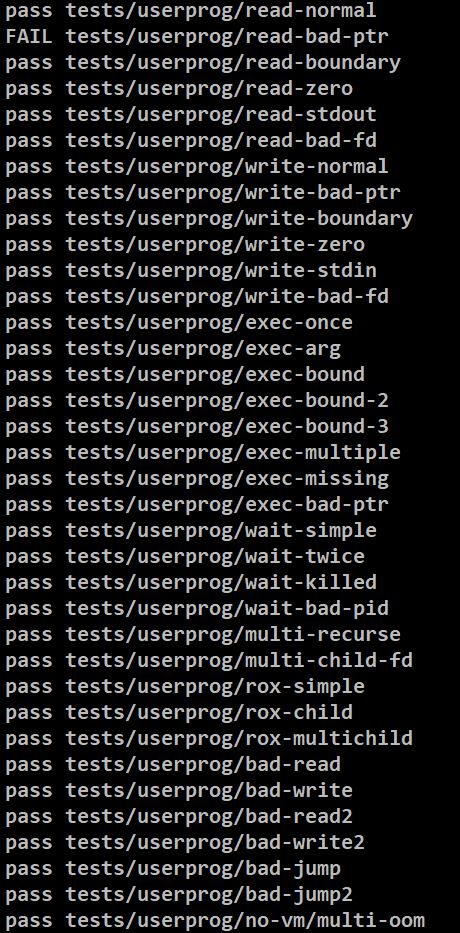 pass tests/userprog/read-normal
FAIL tests/userprog/read-bad-ptr
pass tests/userprog/read-boundary
pass tests/userprog/read-zero
pass tests/userprog/read-stdout
pass tests/userprog/read-bad-fd
pass tests/userprog/write-normal
pass tests/userprog/write-bad-ptr
pass tests/userprog/write-boundary
pass tests/userprog/write-zero
pass tests/userprog/write-stdin
pass tests/userprog/write-bad-fd
pass tests/userprog/exec-once
pass tests/userprog/exec-arg
pass tests/userprog/exec-bound
pass tests/userprog/exec-bound-2
pass tests/userprog/exec-bound-3
pass tests/userprog/exec-multiple
pass tests/userprog/exec-missing
pass tests/userprog/exec-bad-ptr
pass tests/userprog/wait-simple
pass tests/userprog/wait-twice
pass tests/userprog/wait-killed
pass tests/userprog/wait-bad-pid
pass tests/userprog/multi-recurse
pass tests/userprog/multi-child-fd
pass tests/userprog/rox-simple
pass tests/userprog/rox-child
pass tests/userprog/rox-multichild
pass tests/userprog/bad-read
pass tests/userprog/bad-write
pass tests/userprog/bad-read2
pass tests/userprog/bad-write2
pass tests/userprog/bad-jump
pass tests/userprog/bad-jump2
pass tests/userprog/no-vm/multi-oom